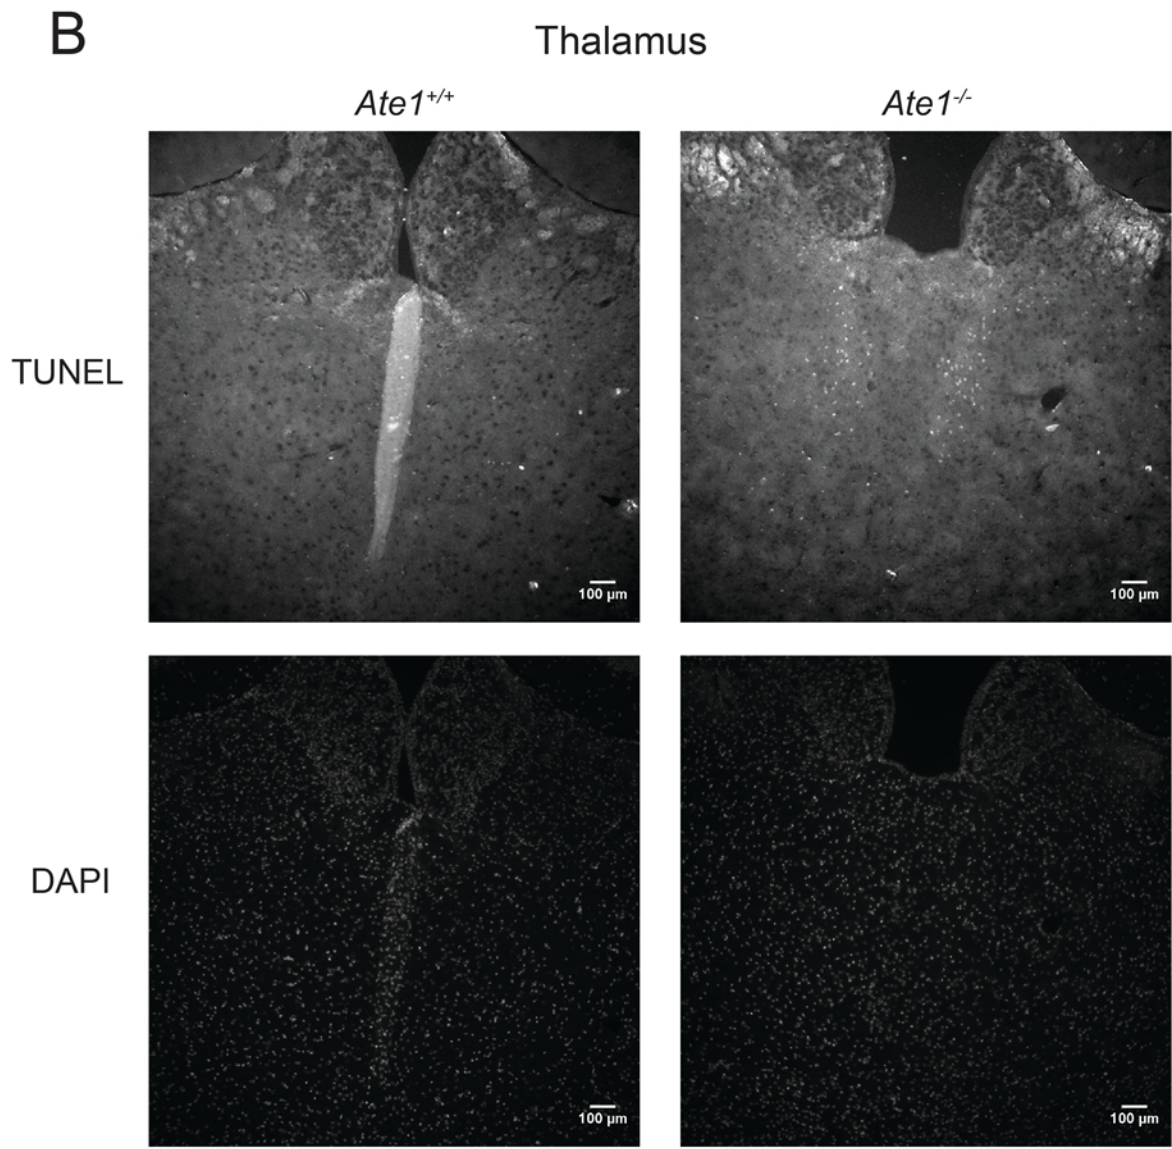 B
Thalamus
Ate1+/+ Ate1-/-
TUNEL
100 µm 100 µm
DAPI
100 µm 100 µm